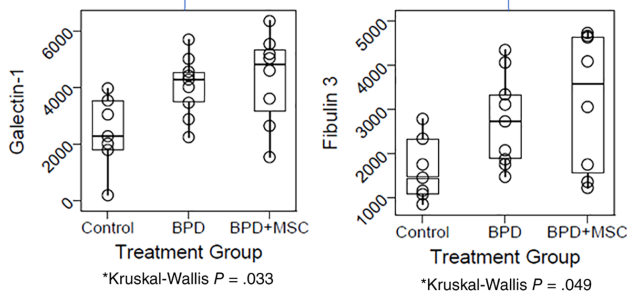 Galectin-1
6000
4000
2000
0
Control
BPD
BPD+MSC
Treatment Group
*Kruskal-Wallis P = .033
Fibulin 3
5000
4000
3000
2000
1000
Control
BPD
BPD+MSC
Treatment Group
*Kruskal-Wallis P = .049